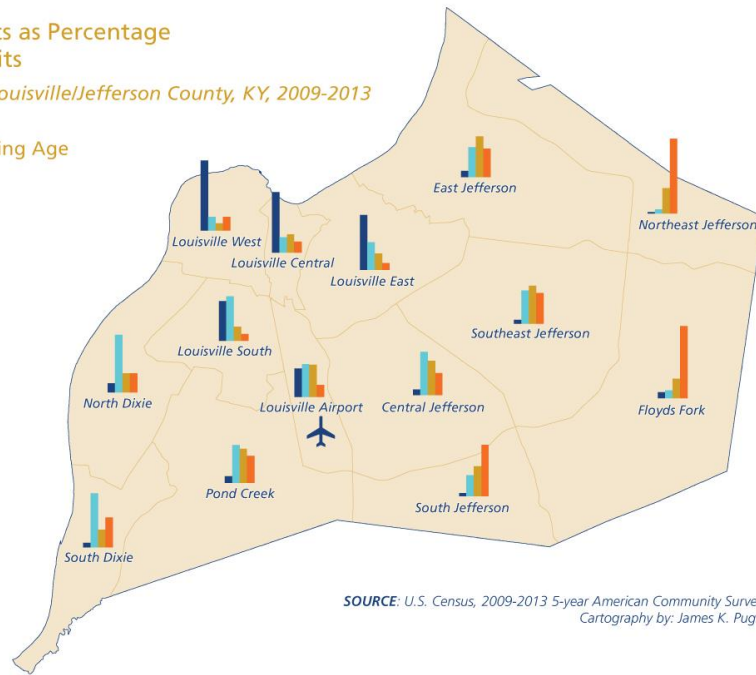 ts as Percentage
its
ouisville/Jefferson County, KY, 2009-2013
ing Age
East Jefferson
Northeast Jefferson
Louisville West
Louisville Central
Louisville East
Southeast Jefferson
Louisville South
North Dixie
Louisville Airport
Central Jefferson
Floyds Fork
Pond Creek
South Jefferson
South Dixie
SOURCE: U.S. Census, 2009-2013 5-year American Community Surve
Cartography by: James K. Pug